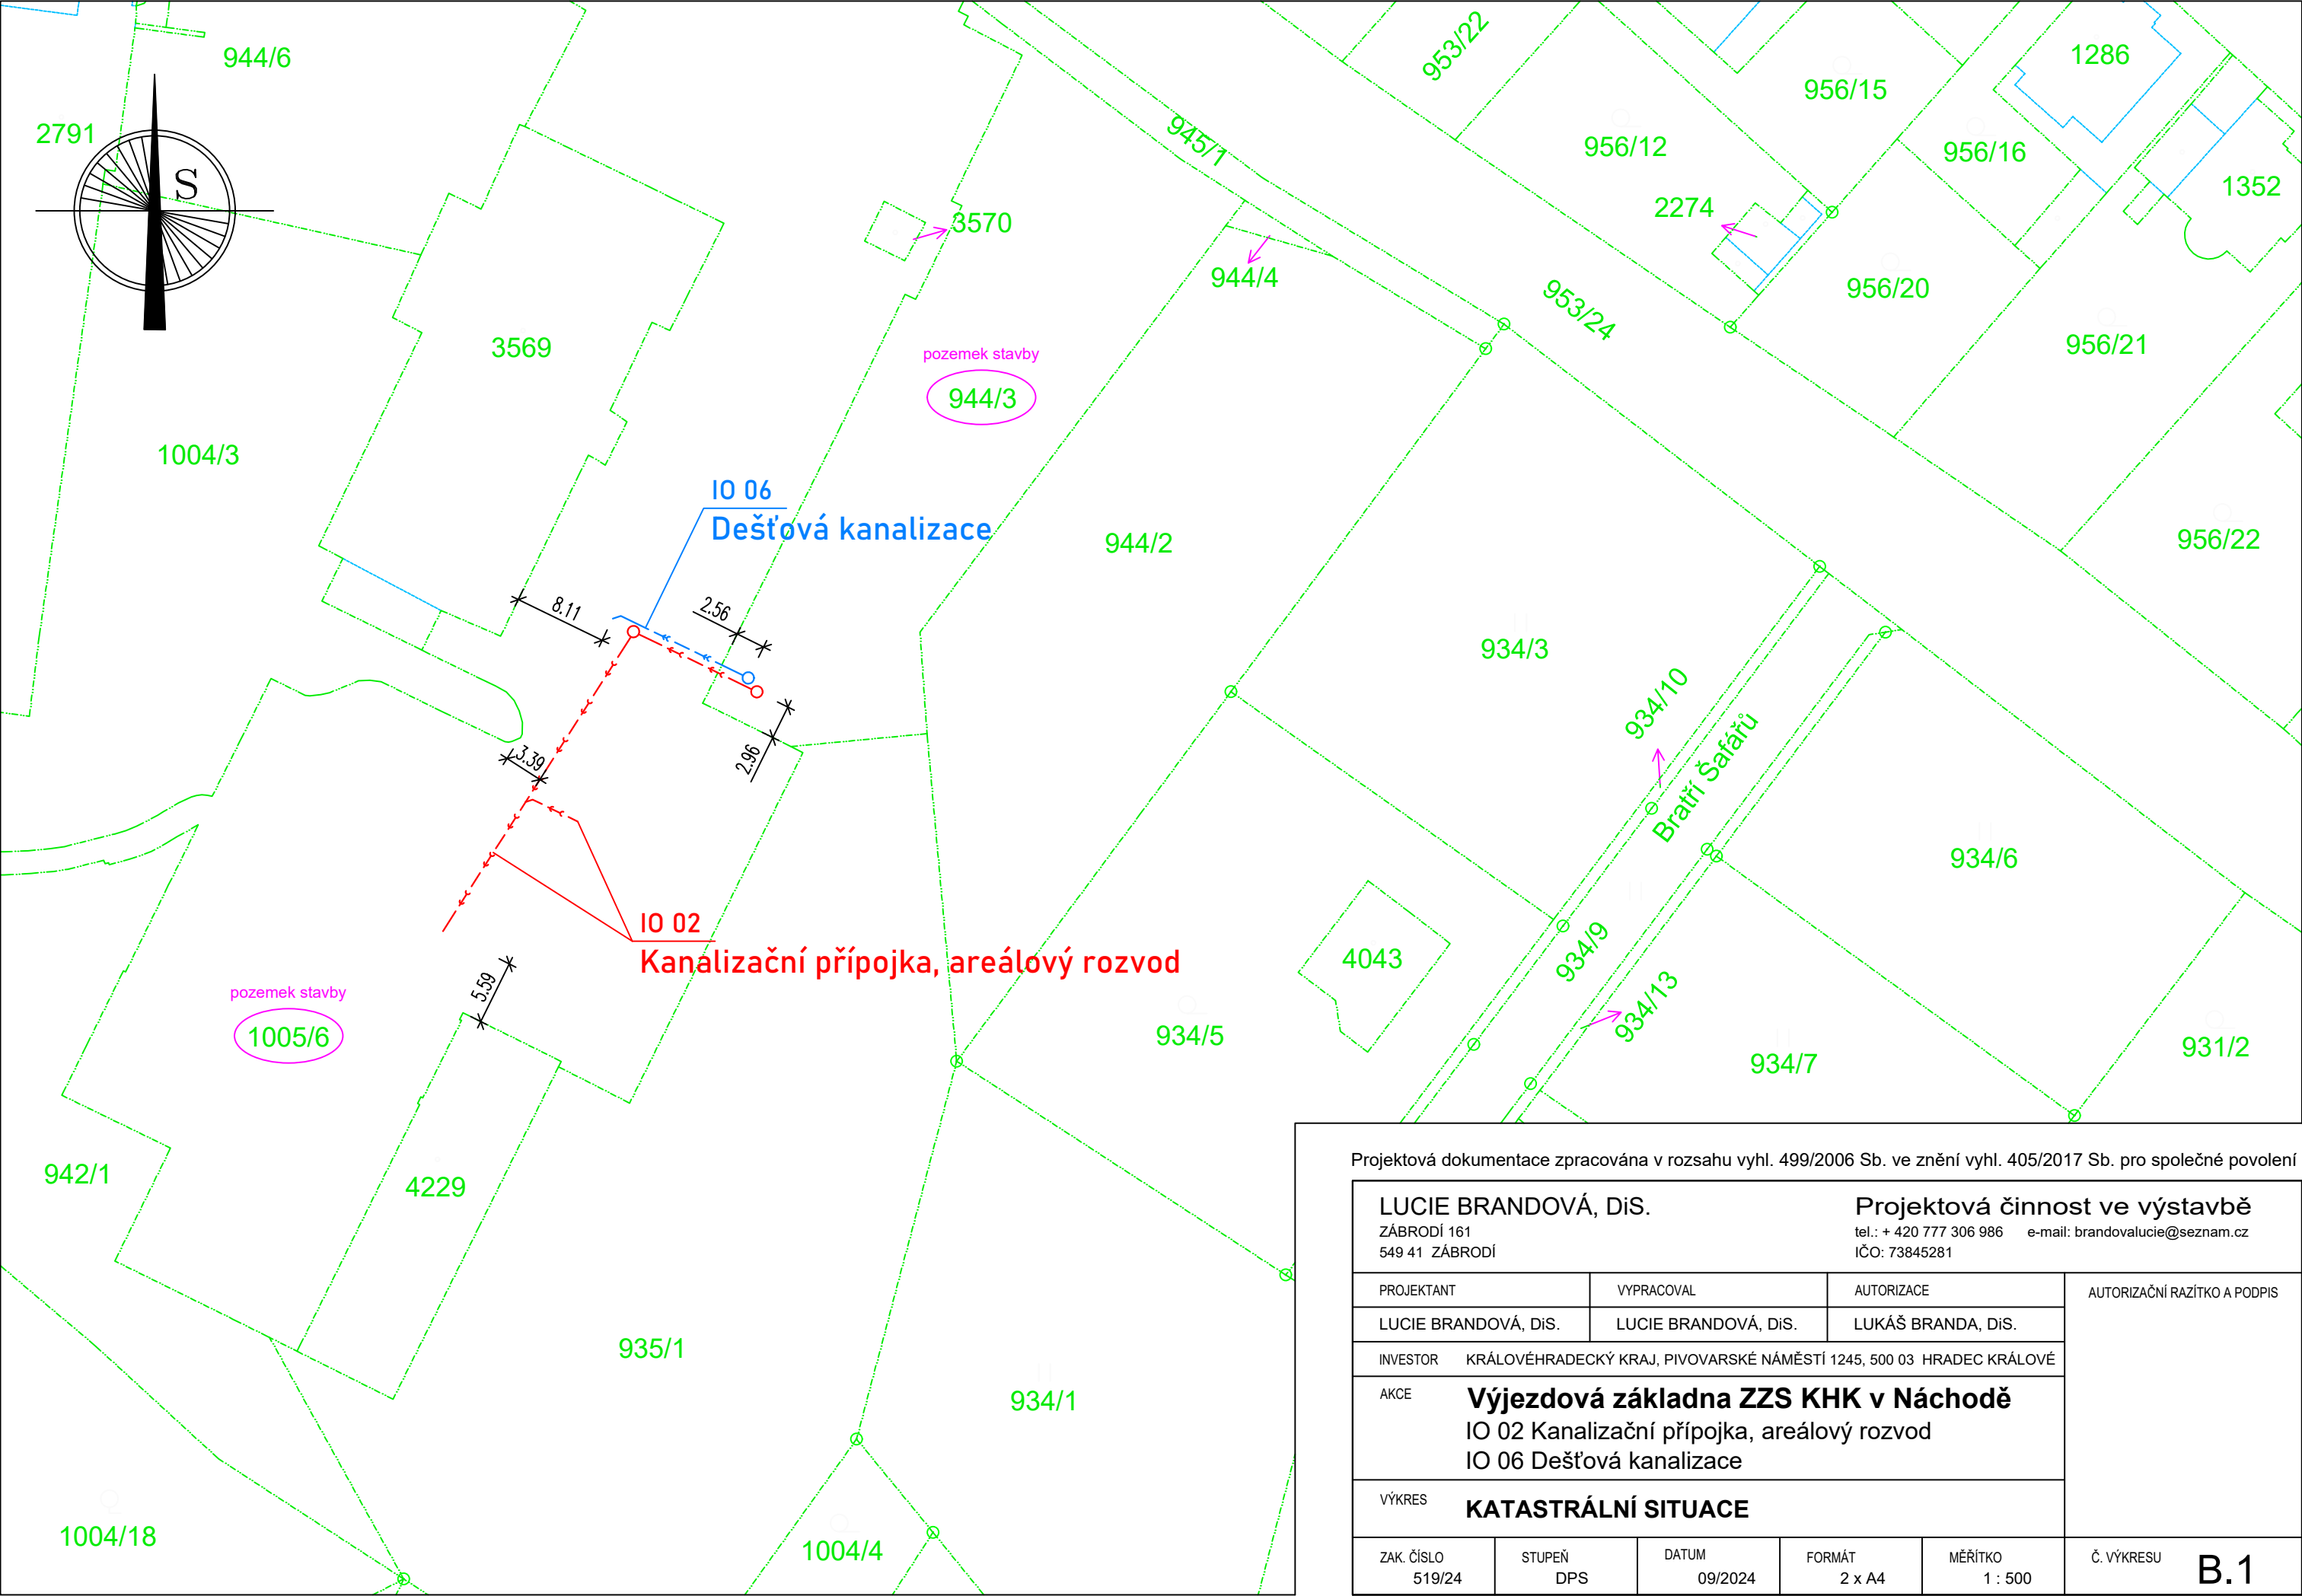 944/6
2791
S
953/22
956/15
1286
945/1
956/12
956/16
1352
2274
3570
944/4
953/24
956/20
956/21
3569
pozemek stavby
944/3
1004/3
IO 06
Dešťová kanalizace
944/2
956/22
8.11
2.56
934/3
934/10
Bratří Šafářů
3.39
2.96
934/6
IO 02
Kanalizační přípojka, areálový rozvod
4043
934/9
934/13
5.59
pozemek stavby
1005/6
934/5
934/7
931/2
942/1
4229
935/1
934/1
1004/18
1004/4
Projektová dokumentace zpracována v rozsahu vyhl. 499/2006 Sb. ve znění vyhl. 405/2017 Sb. pro společné povolení
LUCIE BRANDOVÁ, DiS.
ZÁBRODÍ 161
549 41 ZÁBRODÍ
Projektová činnost ve výstavbě
tel.: + 420 777 306 986 e-mail: brandovalucie@seznam.cz
IČO: 73845281
PROJEKTANT VYPRACOVAL AUTORIZACE AUTORIZAČNÍ RAZÍTKO A PODPIS
LUCIE BRANDOVÁ, DiS. LUCIE BRANDOVÁ, DiS. LUKÁŠ BRANDA, DiS.
INVESTOR KRÁLOVÉHRADECKÝ KRAJ, PIVOVARSKÉ NÁMĚSTÍ 1245, 500 03 HRADEC KRÁLOVÉ
AKCE Výjezdová základna ZZS KHK v Náchodě
IO 02 Kanalizační přípojka, areálový rozvod
IO 06 Dešťová kanalizace
VÝKRES KATASTRÁLNÍ SITUACE
ZAK. ČÍSLO STUPEŇ DATUM FORMÁT MĚŘÍTKO Č. VÝKRESU
519/24 DPS 09/2024 2 x A4 1 : 500 B.1